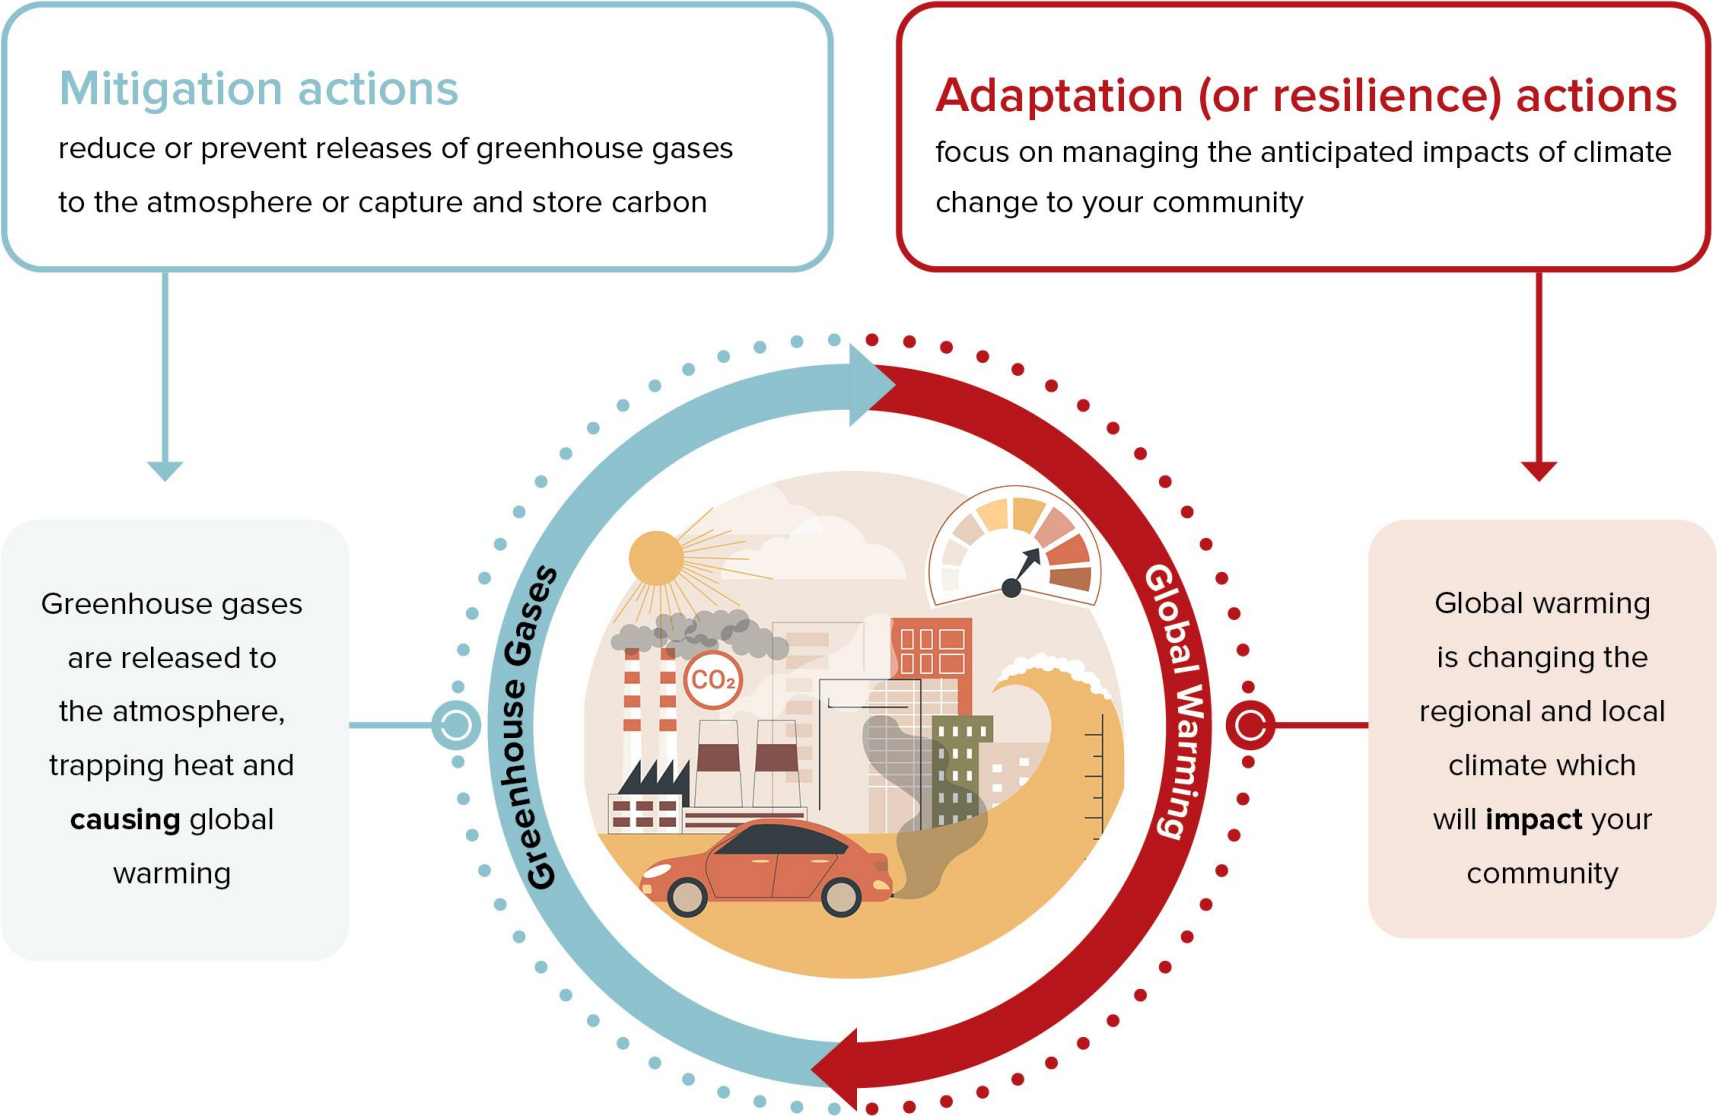 Mitigation actions
reduce or prevent releases of greenhouse gases
to the atmosphere or capture and store carbon
Adaptation (or resilience) actions
focus on managing the anticipated impacts of climate
change to your community
Greenhouse gases
are released to
the atmosphere,
trapping heat and
causing global
warming
Greenhouse Gases
CO₂
Global Warming
Global warming
is changing the
regional and local
climate which
will impact your
community